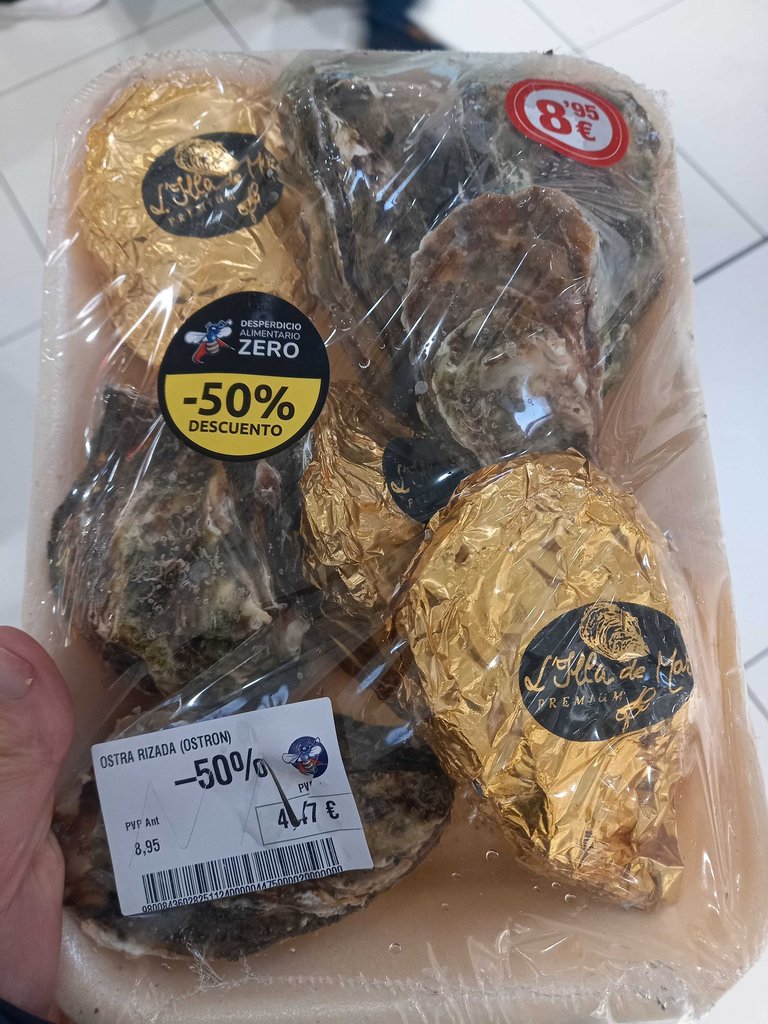 8'95
€
L'Illa de Mar
PREMIUM
DESPERDICIO
ALIMENTARIO
ZERO
-50%
DESCUENTO
L'Illa de Mar
PREMIUM
OSTRA RIZADA (OSTRON)
-50%
PVP Ant
8,95
€